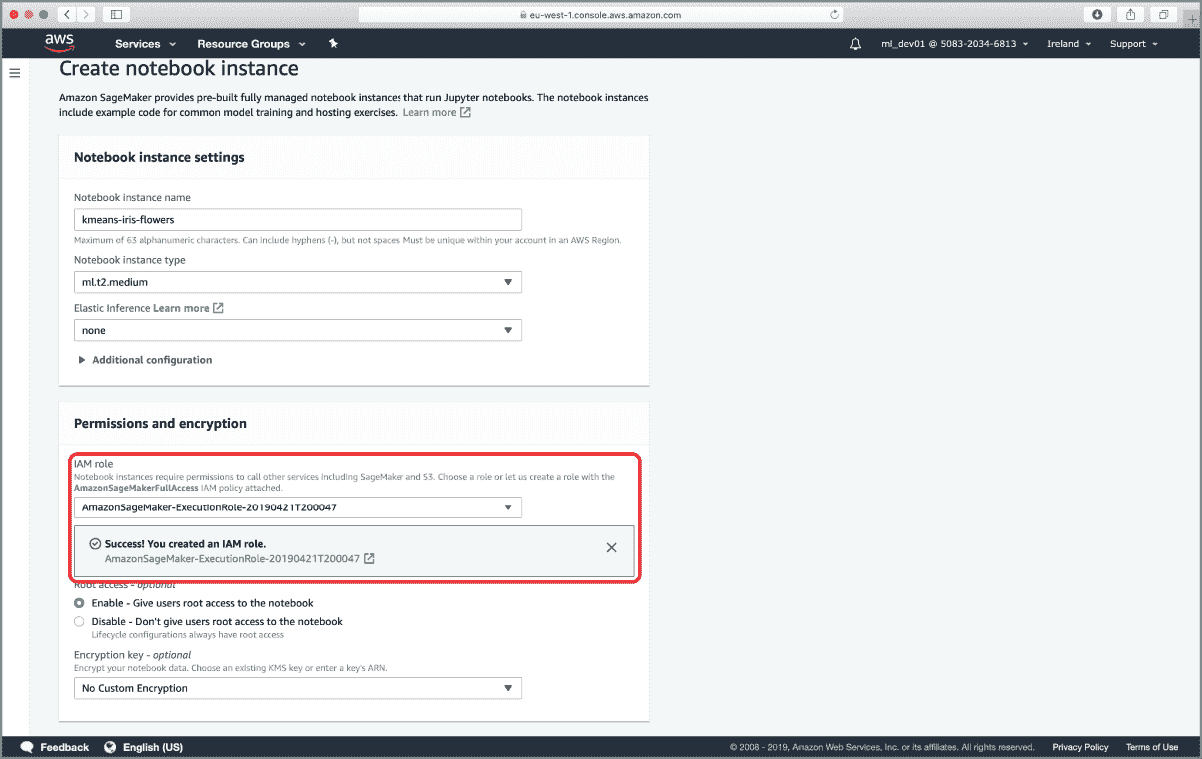 eu-west-1.console.aws.amazon.com
aws Services Resource Groups ml_dev01 @ 5083-2034-6813 Ireland Support
Create notebook instance
Amazon SageMaker provides pre-built fully managed notebook instances that run Jupyter notebooks. The notebook instances
include example code for common model training and hosting exercises. Learn more
Notebook instance settings
Notebook instance name
kmeans-iris-flowers
Maximum of 63 alphanumeric characters. Can include hyphens (-), but not spaces Must be unique within your account in an AWS Region.
Notebook instance type
ml.t2.medium
Elastic Inference Learn more
none
Additional configuration
Permissions and encryption
IAM role
Notebook instances require permissions to call other services including SageMaker and S3. Choose a role or let us create a role with the
AmazonSageMakerFullAccess IAM policy attached.
AmazonSageMaker-ExecutionRole-20190421T200047
Success! You created an IAM role.
AmazonSageMaker-ExecutionRole-20190421T200047
Root access - optional
Enable - Give users root access to the notebook
Disable - Don't give users root access to the notebook
Lifecycle configurations always have root access
Encryption key - optional
Encrypt your notebook data. Choose an existing KMS key or enter a key's ARN.
No Custom Encryption
Feedback English (US) © 2008 - 2019, Amazon Web Services, Inc. or its affiliates. All rights reserved. Privacy Policy Terms of Use